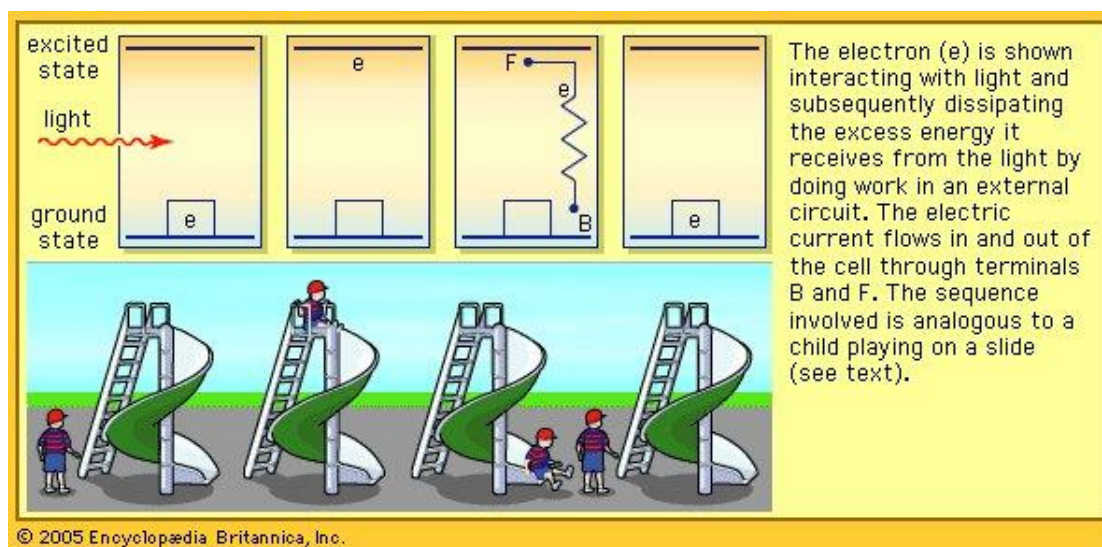 excited
state
light
ground
state
e
e
F
e
B
e
The electron (e) is shown
interacting with light and
subsequently dissipating
the excess energy it
receives from the light by
doing work in an external
circuit. The electric
current flows in and out of
the cell through terminals
B and F. The sequence
involved is analogous to a
child playing on a slide
(see text).
© 2005 Encyclopædia Britannica, Inc.